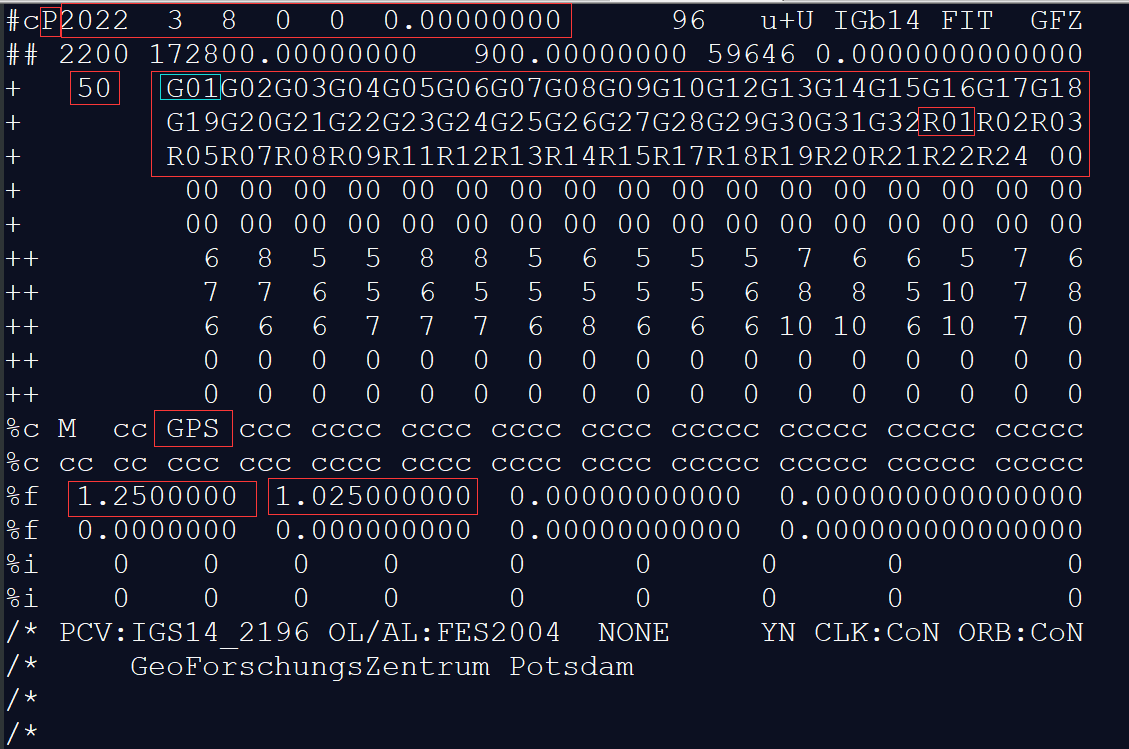 #cP2022  3  8  0  0  0.00000000      96   u+U IGb14 FIT  GFZ
## 2200 172800.00000000   900.00000000 59646 0.0000000000000
+   50   G01G02G03G04G05G06G07G08G09G10G12G13G14G15G16G17G18
+        G19G20G21G22G23G24G25G26G27G28G29G30G31G32R01R02R03
+        R05R07R08R09R11R12R13R14R15R17R18R19R20R21R22R24 00
+         00 00 00 00 00 00 00 00 00 00 00 00 00 00 00 00 00
+         00 00 00 00 00 00 00 00 00 00 00 00 00 00 00 00 00
++         6  8  5  5  8  8  5  6  5  5  5  7  6  6  5  7  6
++         7  7  6  5  6  5  5  5  5  5  6  8  8  5 10  7  8
++         6  6  6  7  7  7  6  8  6  6  6 10 10  6 10  7  0
++         0  0  0  0  0  0  0  0  0  0  0  0  0  0  0  0  0
++         0  0  0  0  0  0  0  0  0  0  0  0  0  0  0  0  0
%c M  cc GPS ccc cccc cccc cccc cccc ccccc ccccc ccccc ccccc
%c cc cc ccc ccc cccc cccc cccc cccc ccccc ccccc ccccc ccccc
%f  1.2500000  1.025000000  0.00000000000  0.000000000000000
%f  0.0000000  0.000000000  0.00000000000  0.000000000000000
%i    0    0    0    0      0      0      0      0         0
%i    0    0    0    0      0      0      0      0         0
/* PCV:IGS14_2196 OL/AL:FES2004  NONE     YN CLK:CoN ORB:CoN
/*     GeoForschungsZentrum Potsdam
/*
/*